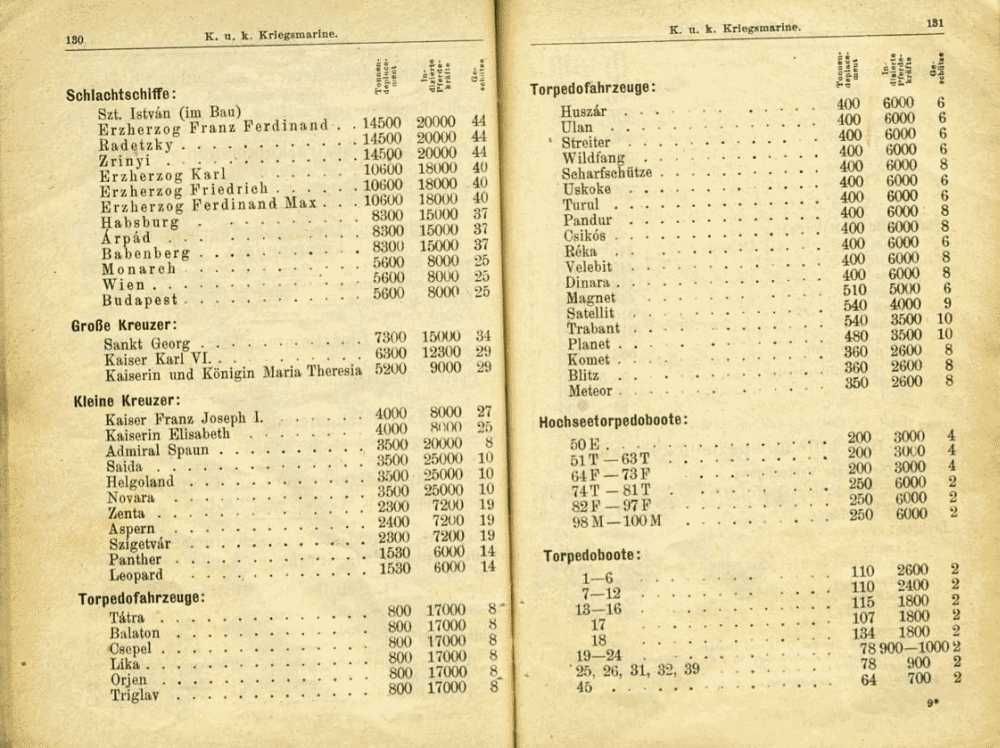 130
K. u. k. Kriegsmarine.
Tonnen-
deplace-
ment
In-
dizierte
Pferde-
kräfte
Ge-
schütze
Schlachtschiffe:
Szt. István (im Bau)
Erzherzog Franz Ferdinand . . 14500 20000 44
Radetzky . . . 14500 20000 44
Zrinyi . . . 14500 20000 44
Erzherzog Karl . . . 10600 18000 40
Erzherzog Friedrich . . . 10600 18000 40
Erzherzog Ferdinand Max . . . 10600 18000 40
Habsburg . . . 8300 15000 37
Árpád . . . 8300 15000 37
Babenberg . . . 8300 15000 37
Monarch . . . 5600 8000 25
Wien . . . 5600 8000 25
Budapest . . . 5600 8000 25
Große Kreuzer:
Sankt Georg . . . 7300 15000 34
Kaiser Karl VI. . . . 6300 12300 29
Kaiserin und Königin Maria Theresia 5200 9000 29
Kleine Kreuzer:
Kaiser Franz Joseph I. . . . 4000 8000 27
Kaiserin Elisabeth . . . 4000 8000 25
Admiral Spaun . . . 3500 20000 8
Saida . . . 3500 25000 10
Helgoland . . . 3500 25000 10
Novara . . . 3500 25000 10
Zenta . . . 2300 7200 19
Aspern . . . 2400 7200 19
Szigetvár . . . 2300 7200 19
Panther . . . 1530 6000 14
Leopard . . . 1530 6000 14
Torpedofahrzeuge:
Tátra . . . 800 17000 8
Balaton . . . 800 17000 8
Csepel . . . 800 17000 8
Lika . . . 800 17000 8
Orjen . . . 800 17000 8
Triglav . . . 800 17000 8
K. u. k. Kriegsmarine.
131
Tonnen-
deplace-
ment
In-
dizierte
Pferde-
kräfte
Ge-
schütze
Torpedofahrzeuge:
Huszár . . . 400 6000 6
Ulan . . . 400 6000 6
Streiter . . . 400 6000 6
Wildfang . . . 400 6000 6
Scharfschütze . . . 400 6000 8
Uskoke . . . 400 6000 6
Turul . . . 400 6000 6
Pandur . . . 400 6000 8
Csikós . . . 400 6000 8
Réka . . . 400 6000 6
Velebit . . . 400 6000 8
Dinara . . . 400 6000 8
Magnet . . . 510 5000 6
Satellit . . . 540 4000 9
Trabant . . . 540 3500 10
Planet . . . 480 3500 10
Komet . . . 360 2600 8
Blitz . . . 360 2600 8
Meteor . . . 350 2600 8
Hochseetorpedoboote:
50 E . . . 200 3000 4
51 T — 63 T . . . 200 3000 4
64 F — 73 F . . . 200 3000 4
74 T — 81 T . . . 250 6000 2
82 F — 97 F . . . 250 6000 2
98 M — 100 M . . . 250 6000 2
Torpedoboote:
1—6 . . . 110 2600 2
7—12 . . . 110 2400 2
13—16 . . . 115 1800 2
17 . . . 107 1800 2
18 . . . 134 1800 2
19—24 . . . 78 900—1000 2
25, 26, 31, 32, 39 . . . 78 900 2
45 . . . 64 700 2
9*